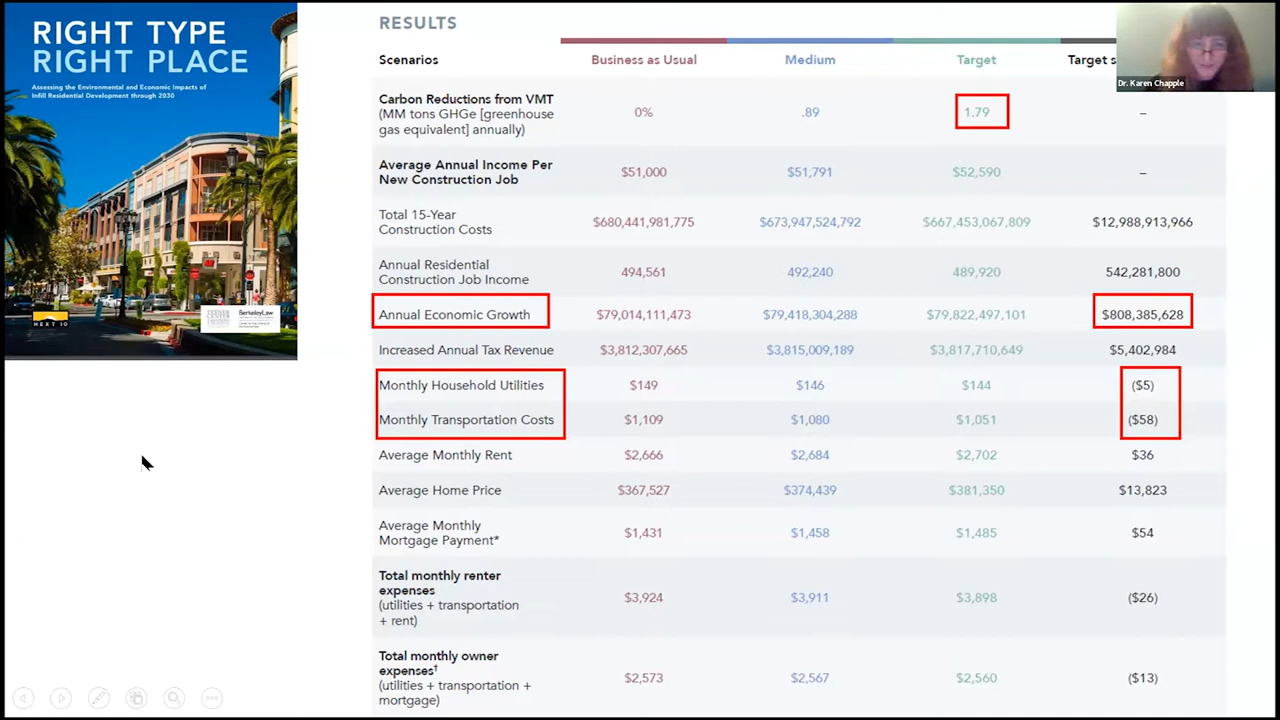 RIGHT TYPE
RIGHT PLACE
Assessing the Environmental and Economic Impacts of
Infill Residential Development through 2030
NEXT 10
BerkeleyLaw
RESULTS
Scenarios Business as Usual Medium Target Target s
Dr. Karen Chapple
Carbon Reductions from VMT
(MM tons GHGe [greenhouse
gas equivalent] annually)
0% .89 1.79 –
Average Annual Income Per
New Construction Job
$51,000 $51,791 $52,590 –
Total 15-Year
Construction Costs
$680,441,981,775 $673,947,524,792 $667,453,067,809 $12,988,913,966
Annual Residential
Construction Job Income
494,561 492,240 489,920 542,281,800
Annual Economic Growth $79,014,111,473 $79,418,304,288 $79,822,497,101 $808,385,628
Increased Annual Tax Revenue $3,812,307,665 $3,815,009,189 $3,817,710,649 $5,402,984
Monthly Household Utilities $149 $146 $144 ($5)
Monthly Transportation Costs $1,109 $1,080 $1,051 ($58)
Average Monthly Rent $2,666 $2,684 $2,702 $36
Average Home Price $367,527 $374,439 $381,350 $13,823
Average Monthly
Mortgage Payment*
$1,431 $1,458 $1,485 $54
Total monthly renter
expenses
(utilities + transportation
+ rent)
$3,924 $3,911 $3,898 ($26)
Total monthly owner
expenses†
(utilities + transportation +
mortgage)
$2,573 $2,567 $2,560 ($13)